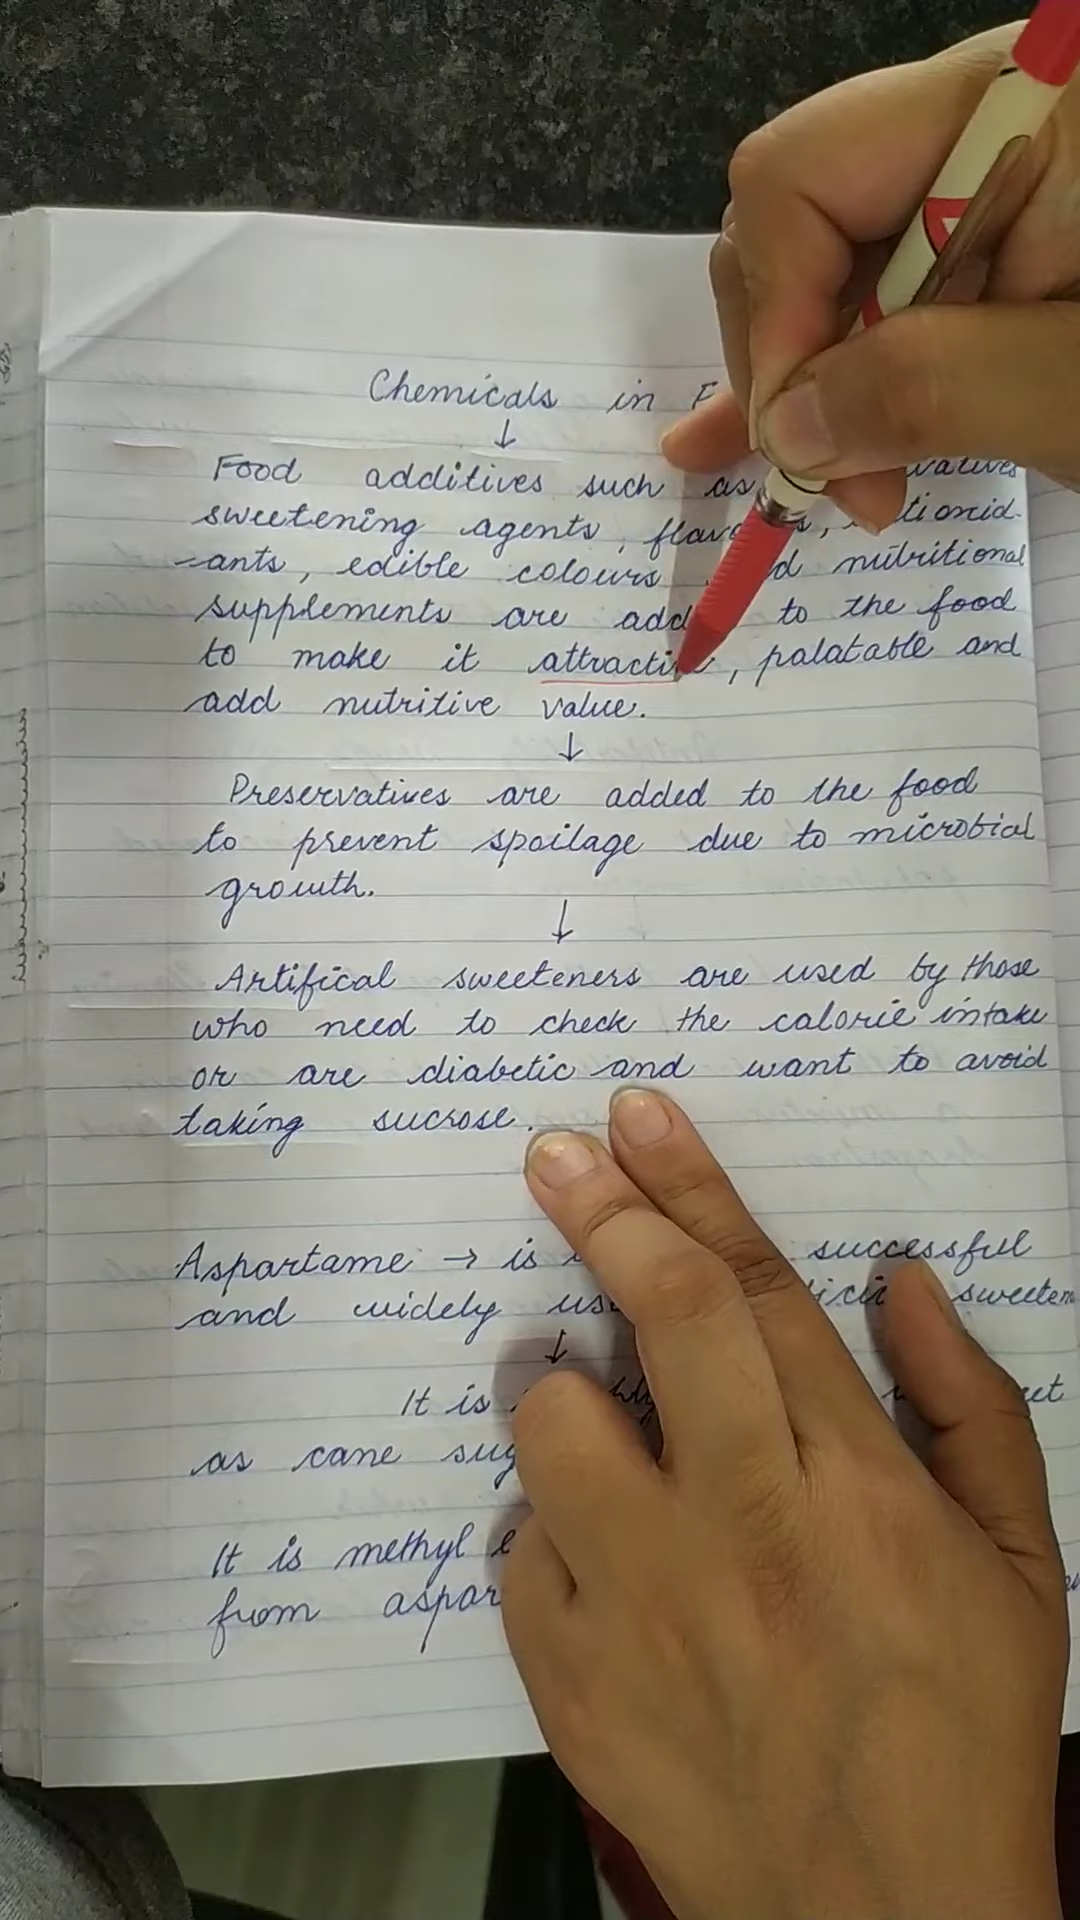 Chemicals in
↓
Food additives such as
sweetening agents,
-ants, edible colours nutritional
supplements are to the food
to make it attractive, palatable and
add nutritive value.
↓
Preservatives are added to the food
to prevent spoilage due to microbial
growth.
↓
Artifical sweeteners are used by those
who need to check the calorie intake
or are diabetic and want to avoid
taking sucrose.
Aspartame → is successful
and widely
↓
It is
as cane
It is methyl
from